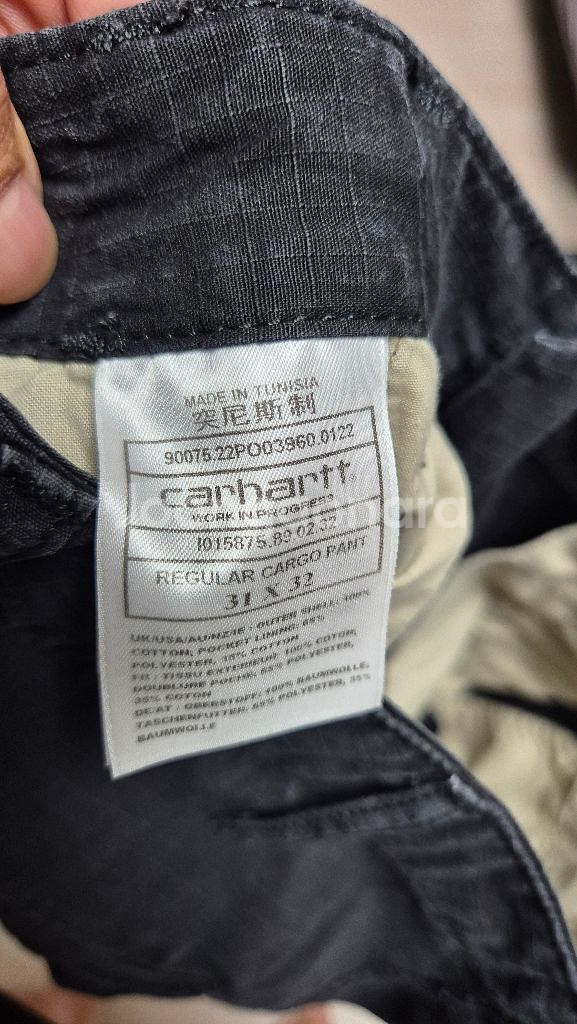 MADE IN TUNISIA
突尼斯制
90075.22PO03960.0122
carhartt
WORK IN PROGRESS
I015875.89 02.32
REGULAR CARGO PANT
31 X 32
UK/USA/AU/NZ/IE : OUTER SHELL: 100%
COTTON; POCKET LINING, 65%
POLYESTER, 35% COTTON
FR : TISSU EXTERIEUR: 100% COTON,
DOUBLURE POCHE, 65% POLYESTER,
35% COTON
DE/AT : OBERSTOFF: 100% BAUMWOLLE,
TASCHENFUTTER, 65% POLYESTER, 35%
BAUMWOLLE